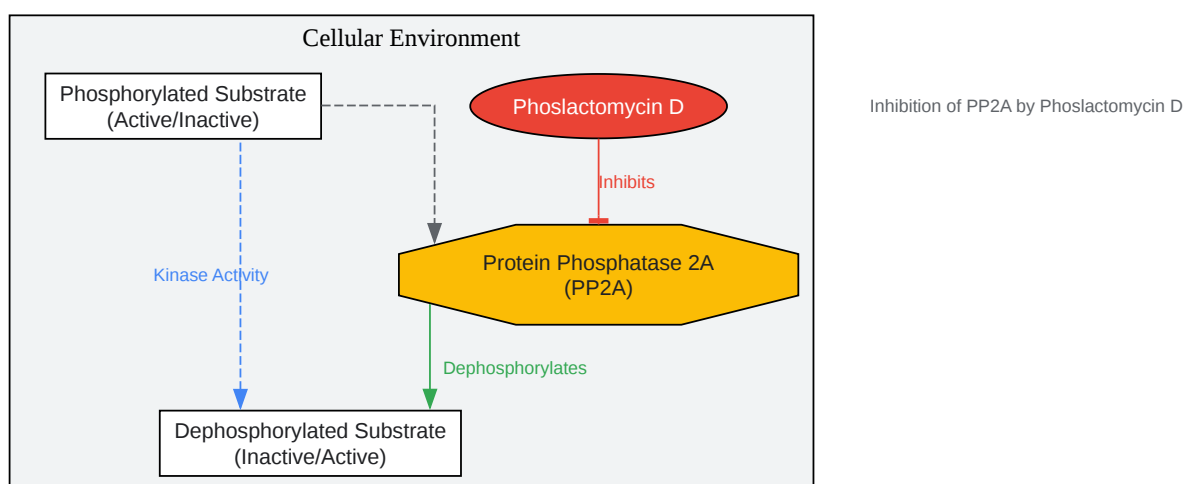 Cellular Environment
Phosphorylated Substrate
(Active/Inactive)
Phoslactomycin D
Inhibition of PP2A by Phoslactomycin D
Inhibits
Protein Phosphatase 2A
(PP2A)
Kinase Activity
Dephosphorylates
Dephosphorylated Substrate
(Inactive/Active)